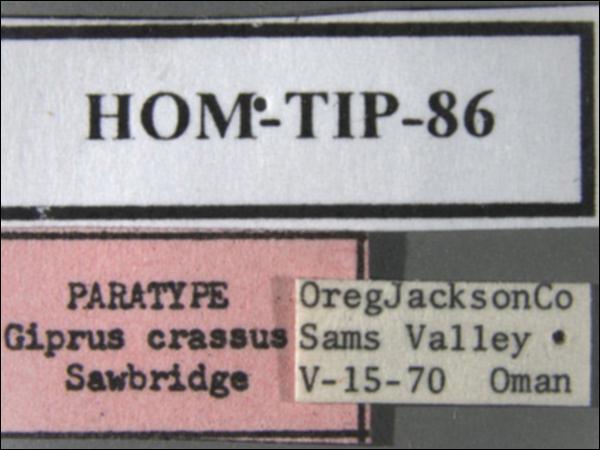 HOM-TIP-86
PARATYPE
Giprus crassus
Sawbridge
OregJacksonCo
Sams Valley
V-15-70 Oman